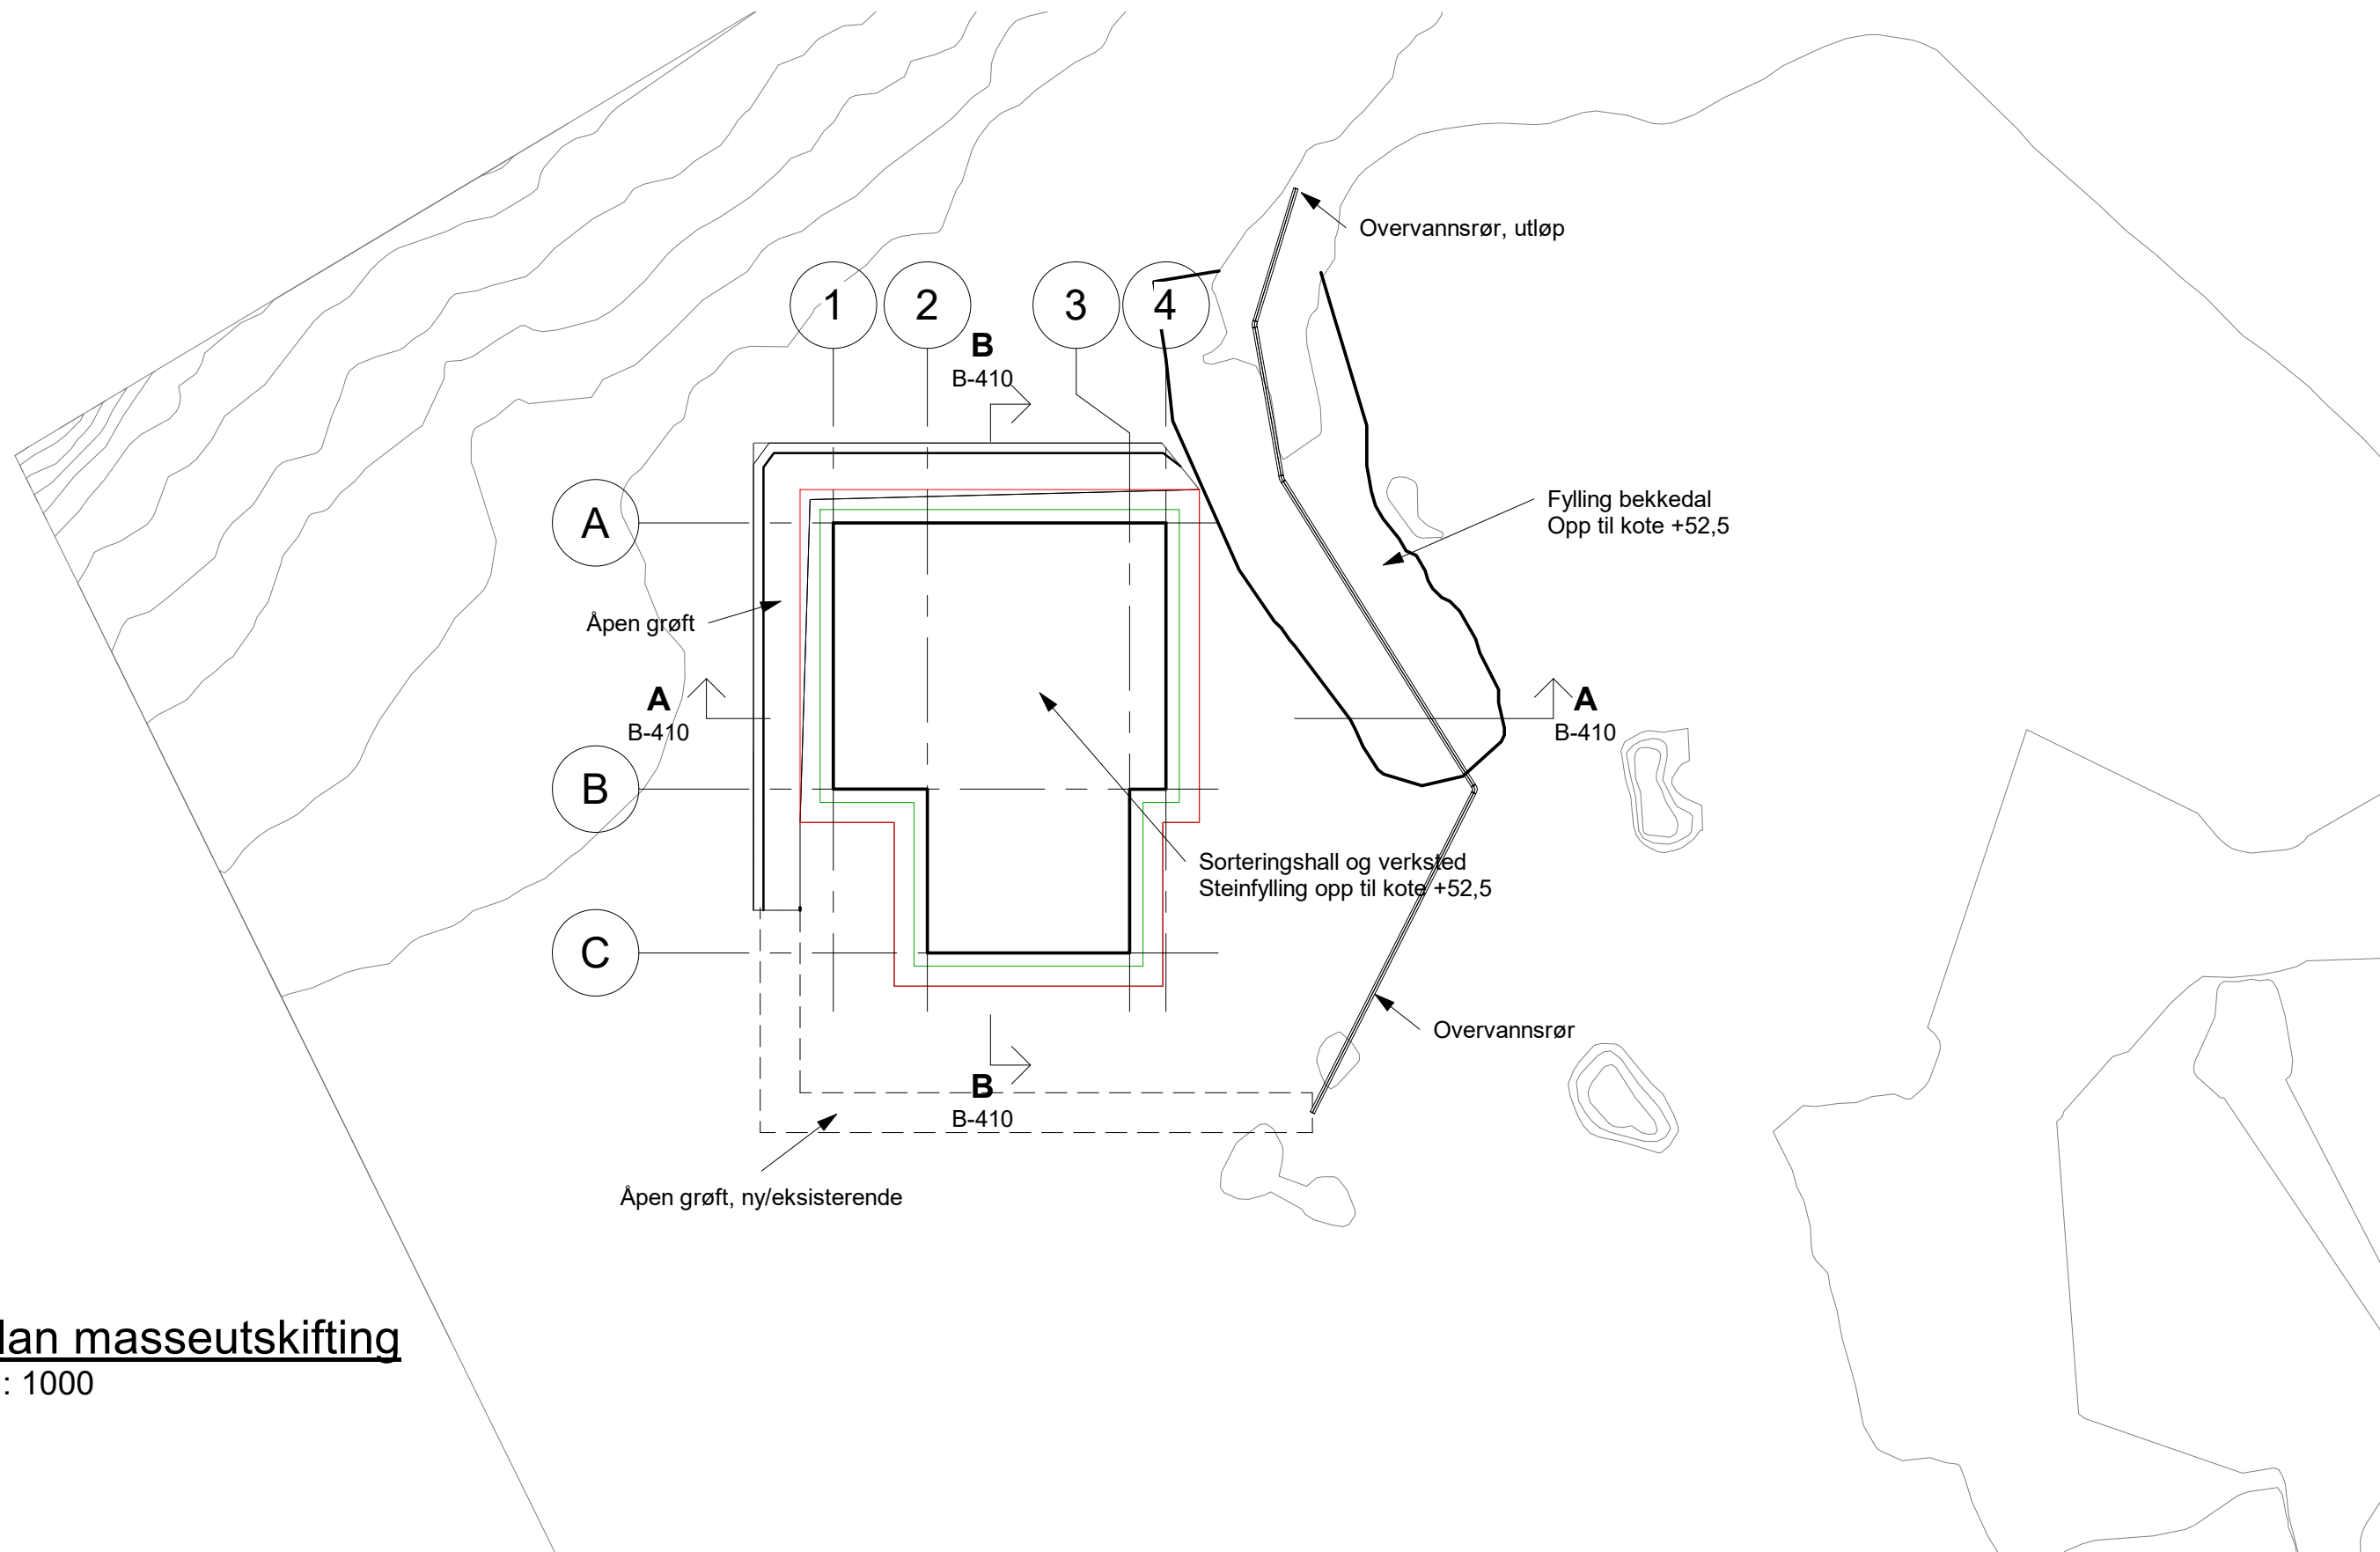 Overvannsrør, utløp
1
2
3
4
B
B-410
Fylling bekkedal
Opp til kote +52,5
A
Åpen grøft
A
B-410
A
B-410
B
Sorteringshall og verksted
Steinfylling opp til kote +52,5
C
Overvannsrør
B
B-410
Åpen grøft, ny/eksisterende
lan masseutskifting
: 1000